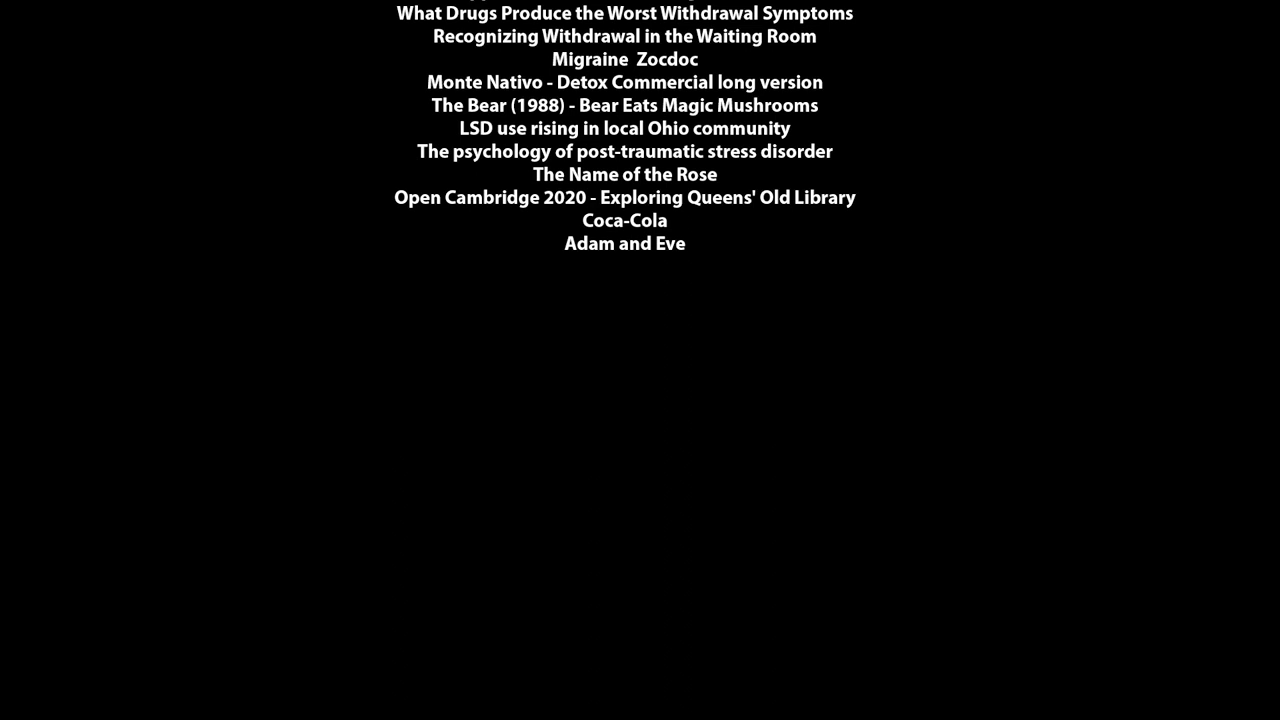 What Drugs Produce the Worst Withdrawal Symptoms
Recognizing Withdrawal in the Waiting Room
Migraine  Zocdoc
Monte Nativo - Detox Commercial long version
The Bear (1988) - Bear Eats Magic Mushrooms
LSD use rising in local Ohio community
The psychology of post-traumatic stress disorder
The Name of the Rose
Open Cambridge 2020 - Exploring Queens' Old Library
Coca-Cola
Adam and Eve